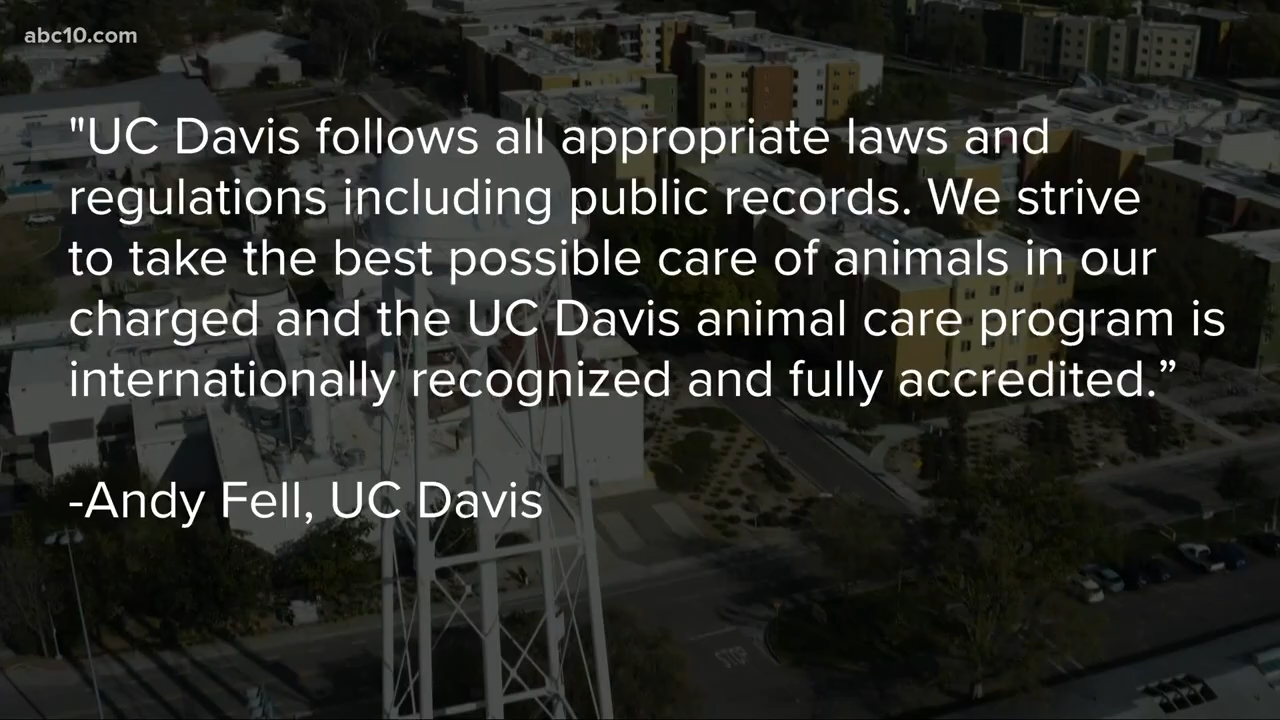 abc10.com
"UC Davis follows all appropriate laws and
regulations including public records. We strive
to take the best possible care of animals in our
charged and the UC Davis animal care program is
internationally recognized and fully accredited.”
-Andy Fell, UC Davis
STOP